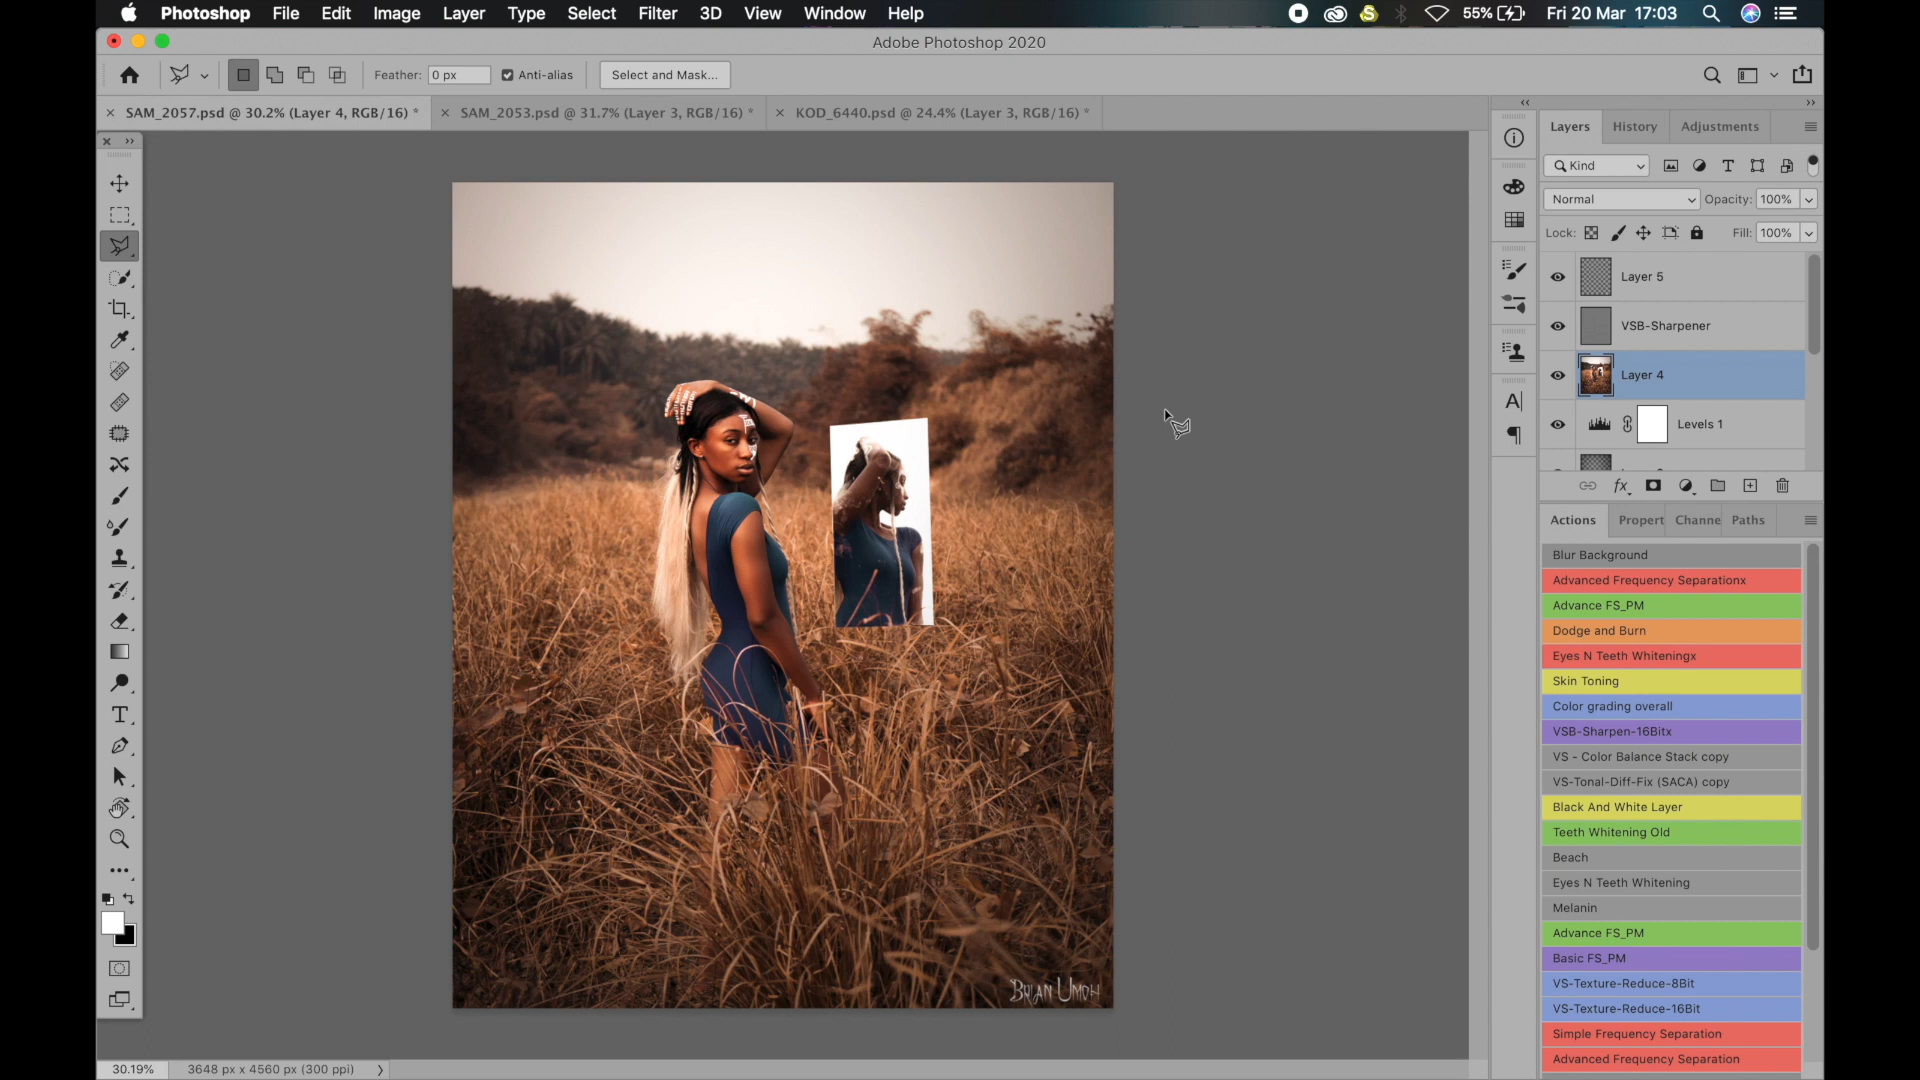 Photoshop File Edit Image Layer Type Select Filter 3D View Window Help 55% Fri 20 Mar 17:03
Adobe Photoshop 2020
Feather: 0 px Anti-alias Select and Mask...
SAM_2057.psd @ 30.2% (Layer 4, RGB/16) * SAM_2053.psd @ 31.7% (Layer 3, RGB/16) * KOD_6440.psd @ 24.4% (Layer 3, RGB/16) *
Layers History Adjustments
Kind
Normal Opacity: 100%
Lock: Fill: 100%
Layer 5
VSB-Sharpener
Layer 4
Levels 1
Actions Propert Channe Paths
Blur Background
Advanced Frequency Separationx
Advance FS_PM
Dodge and Burn
Eyes N Teeth Whiteningx
Skin Toning
Color grading overall
VSB-Sharpen-16Bitx
VS - Color Balance Stack copy
VS-Tonal-Diff-Fix (SACA) copy
Black And White Layer
Teeth Whitening Old
Beach
Eyes N Teeth Whitening
Melanin
Advance FS_PM
Basic FS_PM
VS-Texture-Reduce-8Bit
VS-Texture-Reduce-16Bit
Simple Frequency Separation
Advanced Frequency Separation
Brian Umoh
30.19% 3648 px x 4560 px (300 ppi)